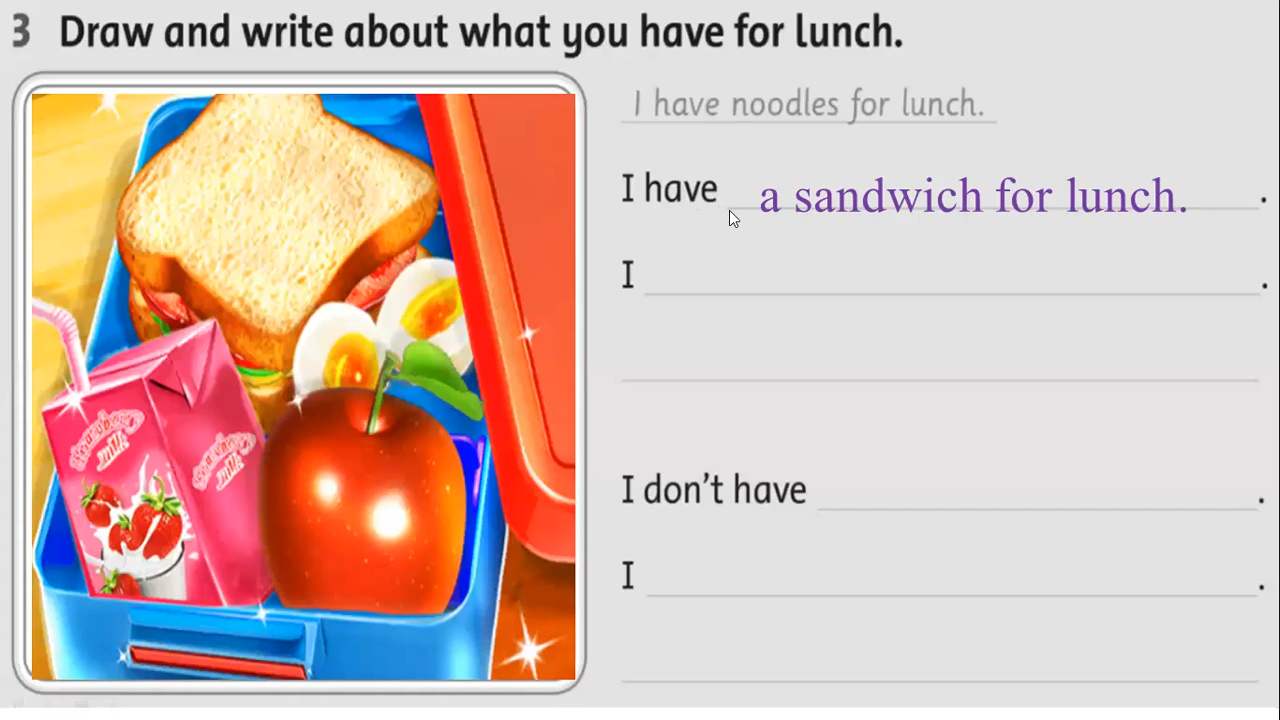 3 Draw and write about what you have for lunch.
I have noodles for lunch.
I have a sandwich for lunch. .
I .
I don't have .
I .
Milk
Milk